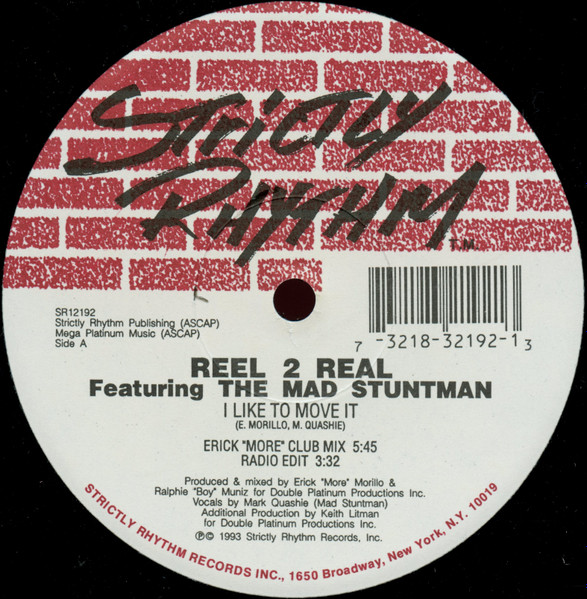 STRICTLY
RHYTHM
T.M.
SR12192
Strictly Rhythm Publishing (ASCAP)
Mega Platinum Music (ASCAP)
Side A
7 -3218-32192-1 3
REEL 2 REAL
Featuring THE MAD STUNTMAN
I LIKE TO MOVE IT
(E. MORILLO, M. QUASHIE)
ERICK "MORE" CLUB MIX 5:45
RADIO EDIT 3:32
Produced & mixed by Erick "More" Morillo &
Ralphie "Boy" Muniz for Double Platinum Productions Inc.
Vocals by Mark Quashie (Mad Stuntman)
Additional Production by Keith Litman
for Double Platinum Productions Inc.
℗© 1993 Strictly Rhythm Records, Inc.
STRICTLY RHYTHM RECORDS INC., 1650 Broadway, New York, N.Y. 10019